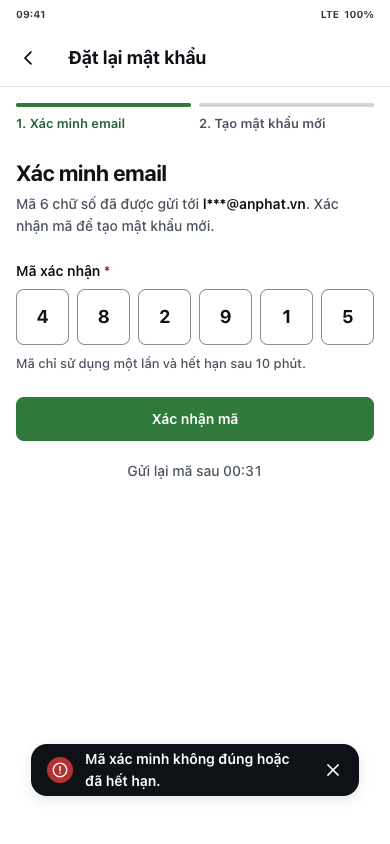 09:41
LTE 100%
Đặt lại mật khẩu
1. Xác minh email
2. Tạo mật khẩu mới
Xác minh email
Mã 6 chữ số đã được gửi tới l***@anphat.vn. Xác
nhận mã để tạo mật khẩu mới.
Mã xác nhận *
4 8 2 9 1 5
Mã chỉ sử dụng một lần và hết hạn sau 10 phút.
Xác nhận mã
Gửi lại mã sau 00:31
Mã xác minh không đúng hoặc
đã hết hạn.